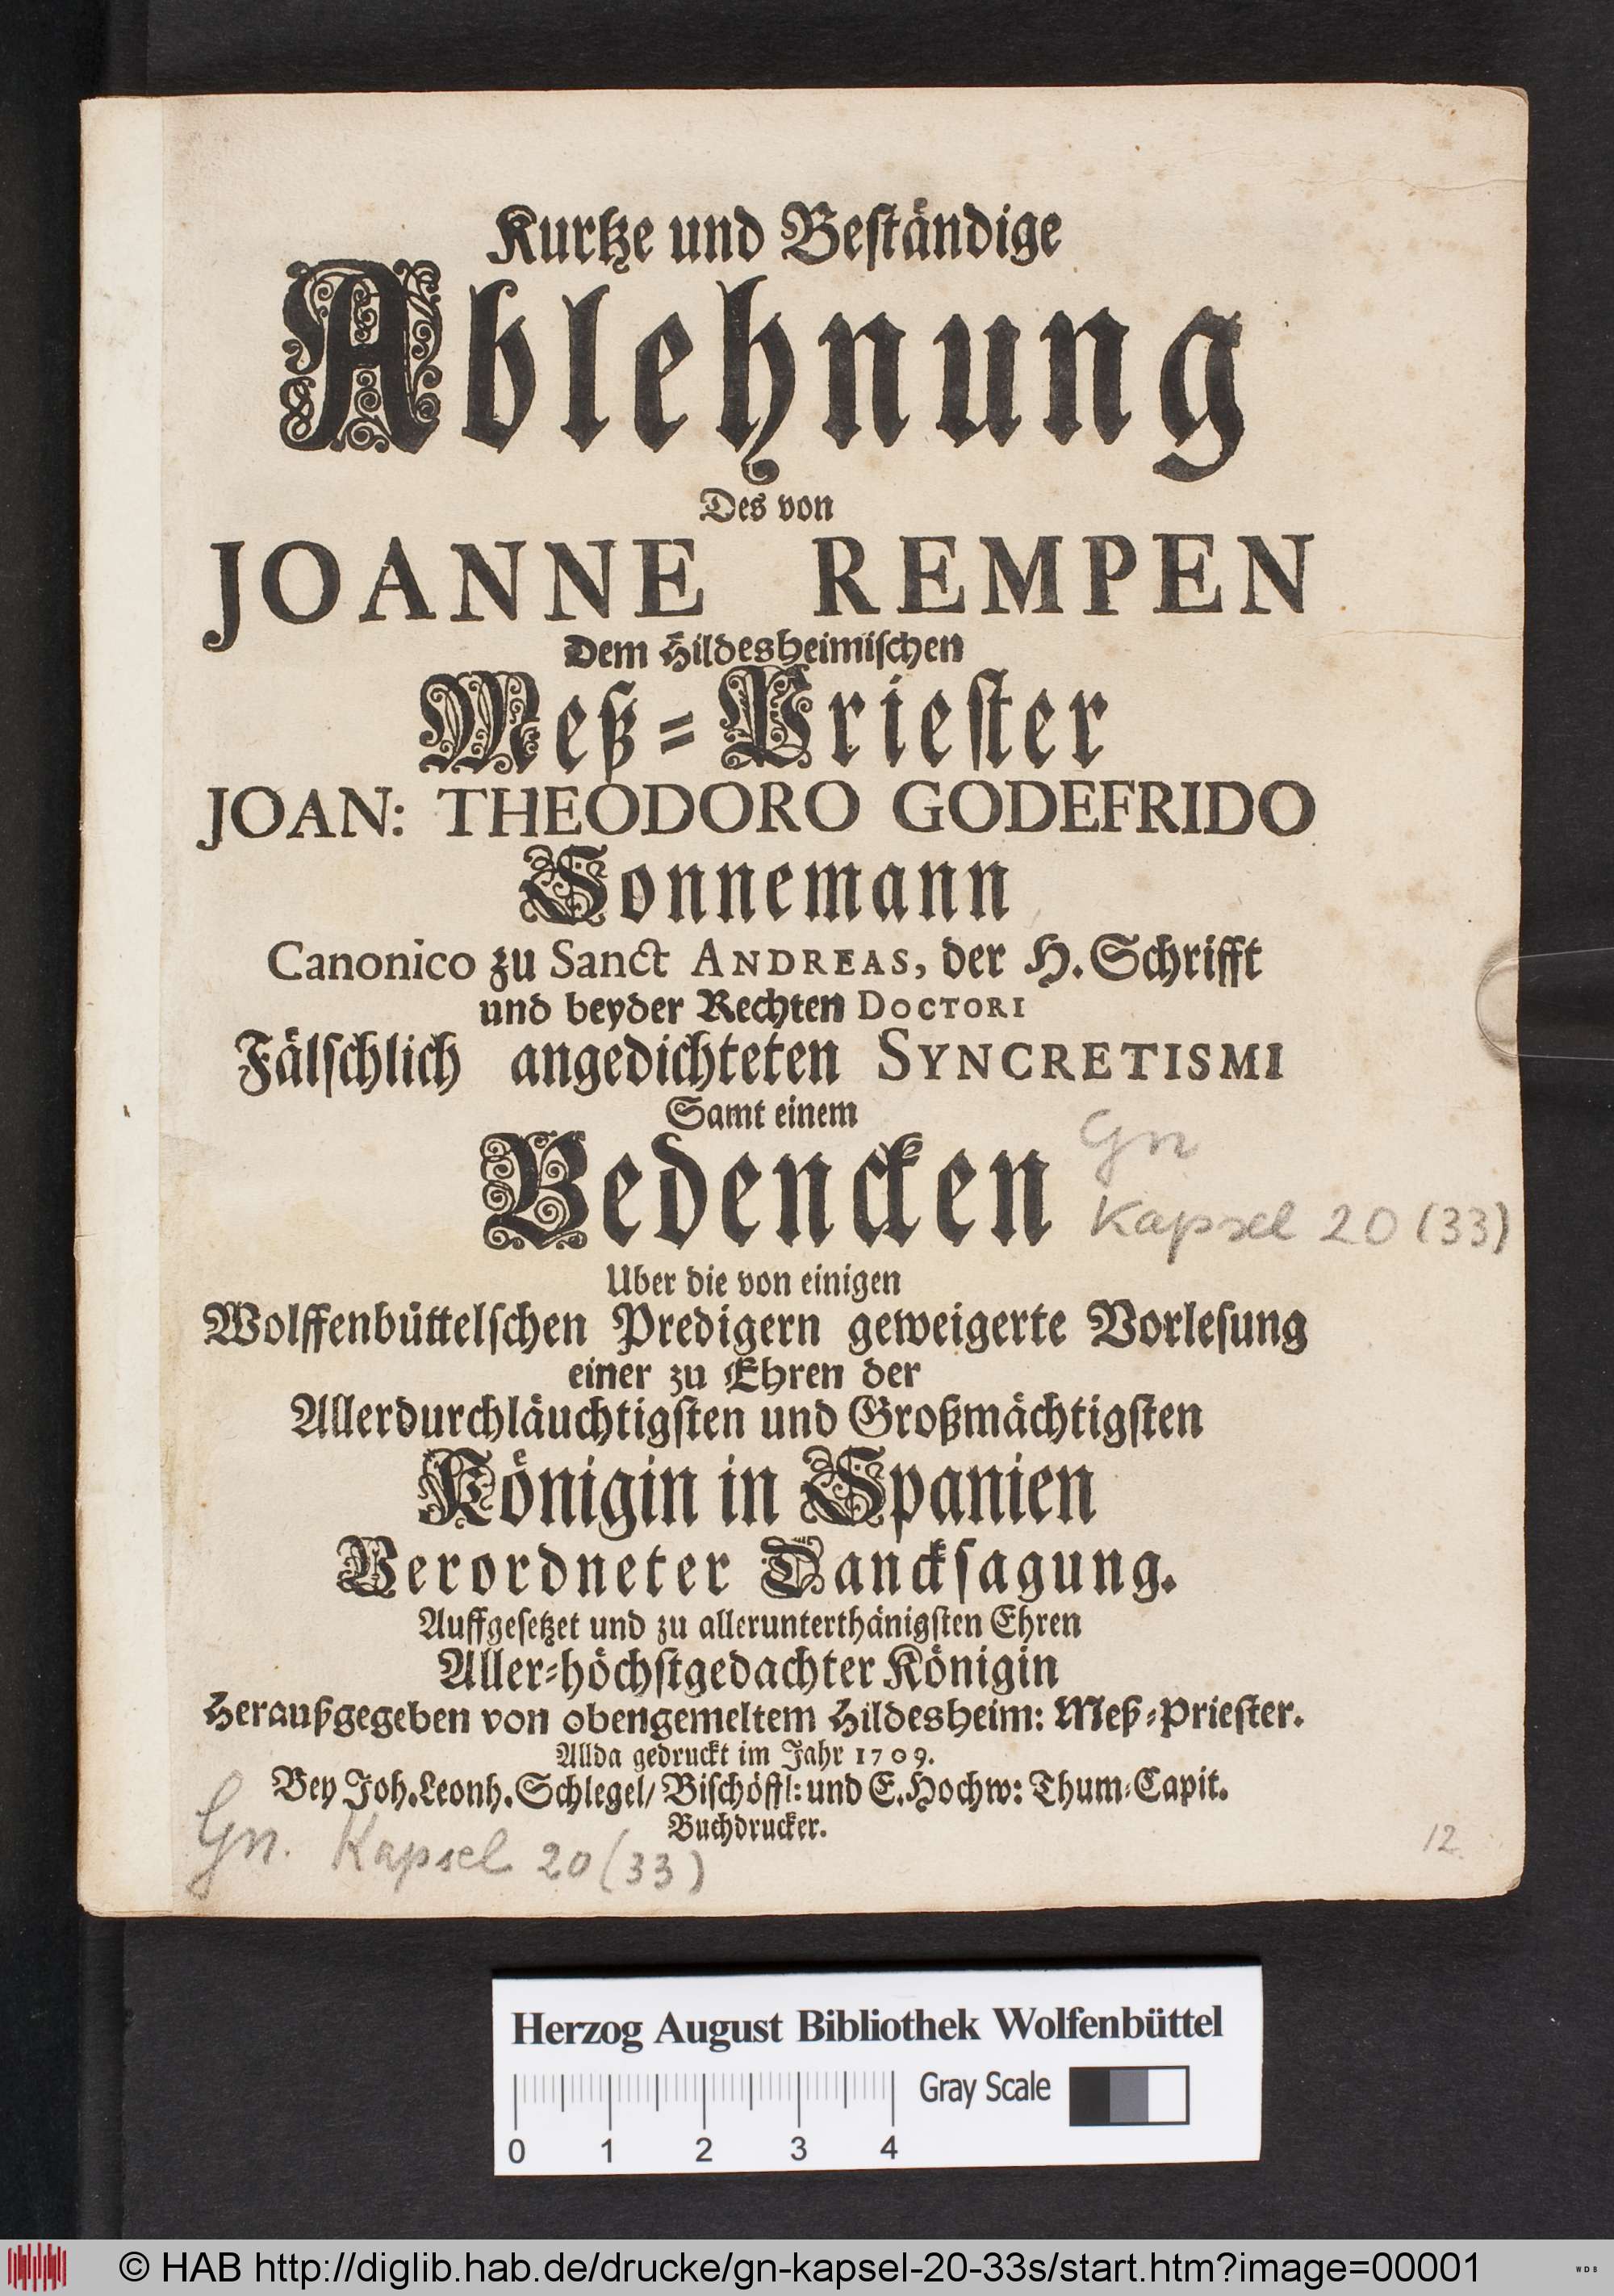 Kurtze und Beständige
Ablehnung
Des von
JOANNE REMPEN
Dem Hildesheimischen
Meß-Priester
JOAN: THEODORO GODEFRIDO
Sonnemann
Canonico zu Sanct ANDREAS, der H. Schrifft
und beyder Rechten DOCTORI
Fälschlich angedichteten SYNCRETISMI
Samt einem
Bedencken
Gn
Kapsel 20 (33)
Uber die von einigen
Wolffenbüttelschen Predigern geweigerte Vorlesung
einer zu Ehren der
Allerdurchläuchtigsten und Großmächtigsten
Königin in Spanien
Verordneter Dancksagung.
Auffgesetzet und zu allerunterthänigsten Ehren
Aller-höchstgedachter Königin
Heraußgegeben von obengemeltem Hildesheim: Meß-Priester.
Allda gedruckt im Jahr 1709.
Bey Joh. Leonh. Schlegel/ Bischöffl: und E. Hochw: Thum-Capit.
Buchdrucker.
Gn. Kapsel 20 (33)
12
Herzog August Bibliothek Wolfenbüttel
Gray Scale
0 1 2 3 4
© HAB http://diglib.hab.de/drucke/gn-kapsel-20-33s/start.htm?image=00001
WDB